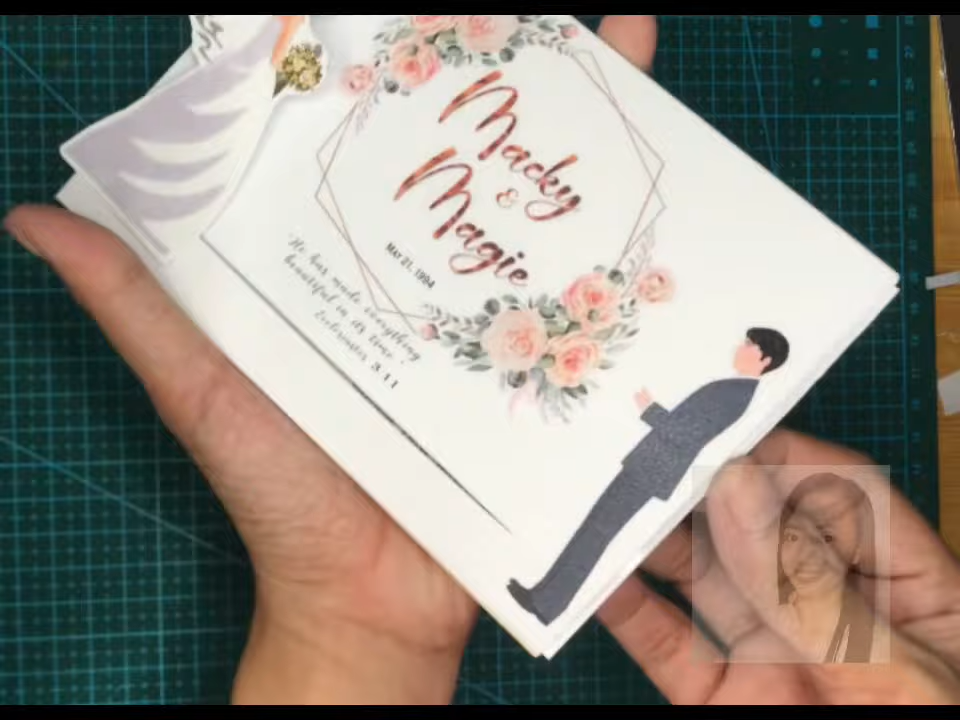 Macky
&
Magie
MAY 21, 1994
"He has made everything
beautiful in its time."
Ecclesiastes 3:11